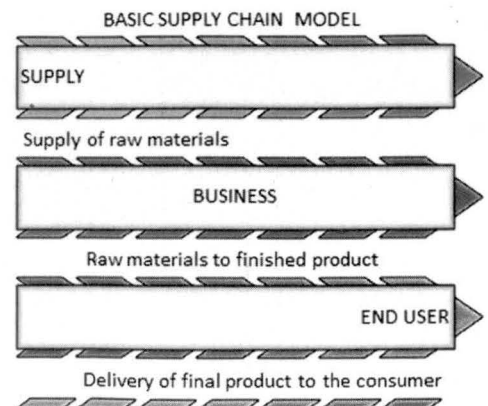 BASIC SUPPLY CHAIN MODEL
SUPPLY
Supply of raw materials
BUSINESS
Raw materials to finished product
END USER
Delivery of final product to the consumer